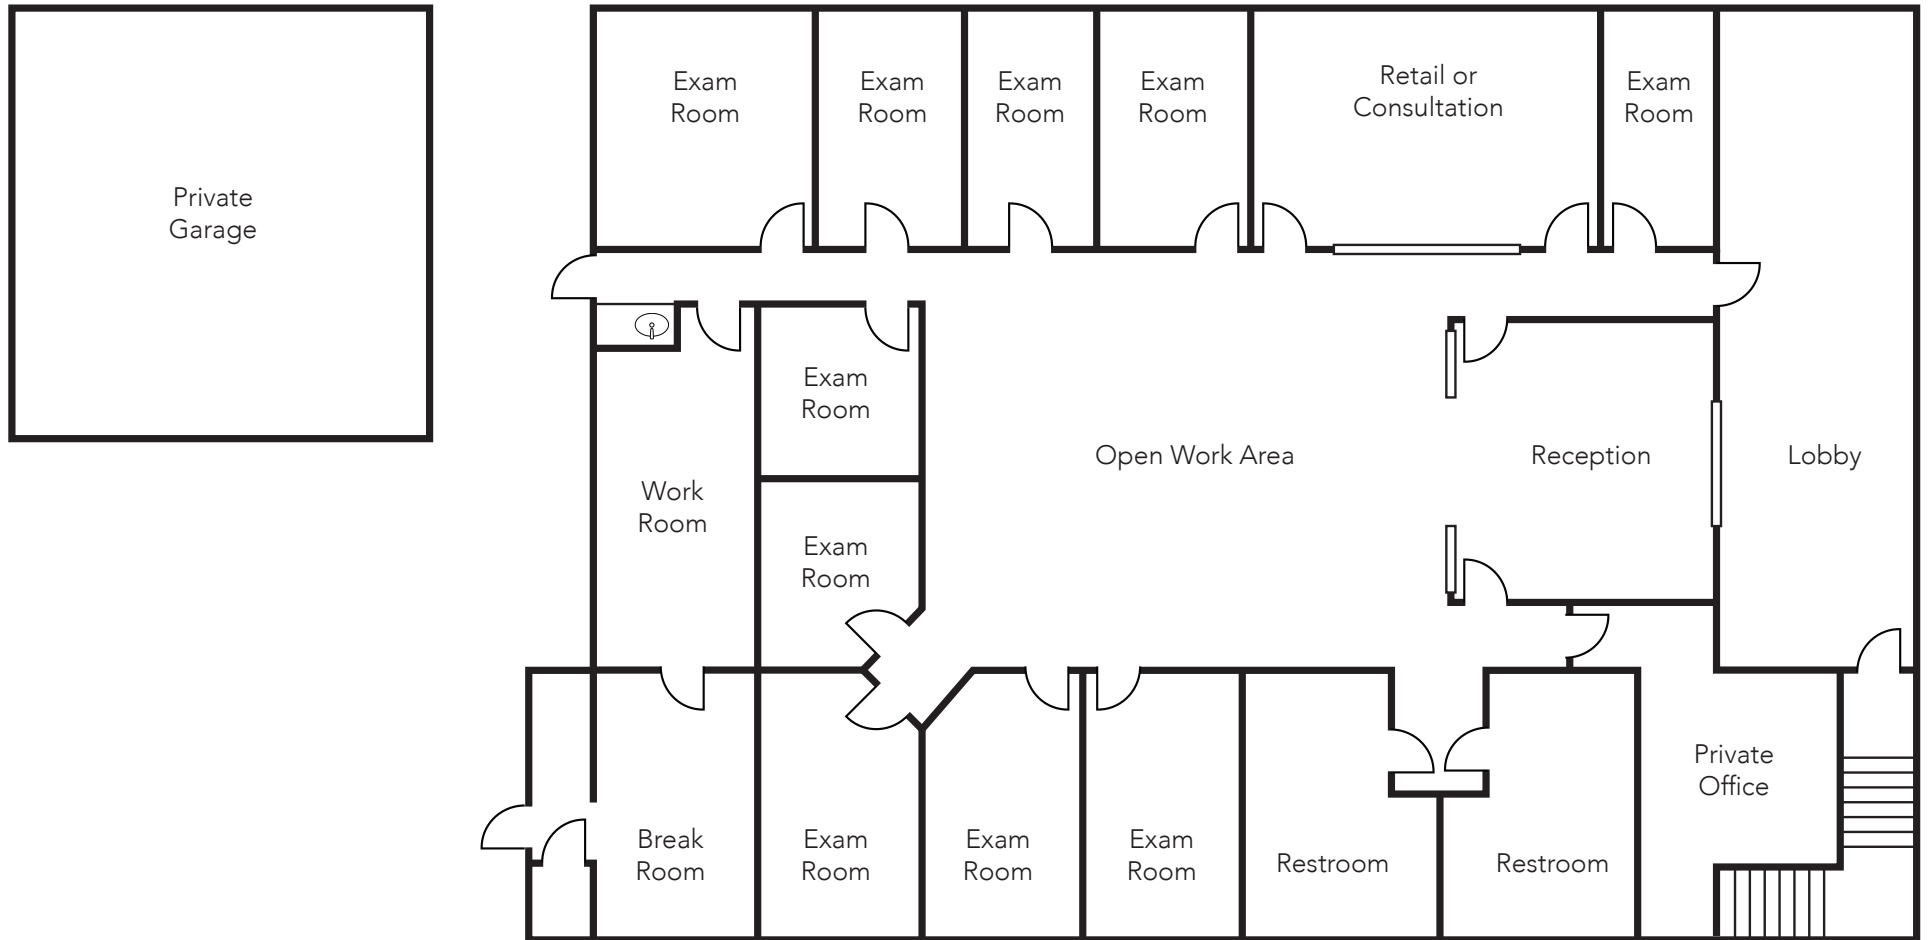 Exam
Room
Exam
Room
Exam
Room
Exam
Room
Retail or
Consultation
Exam
Room
Private
Garage
Exam
Room
Open Work Area
Reception
Lobby
Work
Room
Exam
Room
Private
Office
Break
Room
Exam
Room
Exam
Room
Exam
Room
Restroom
Restroom